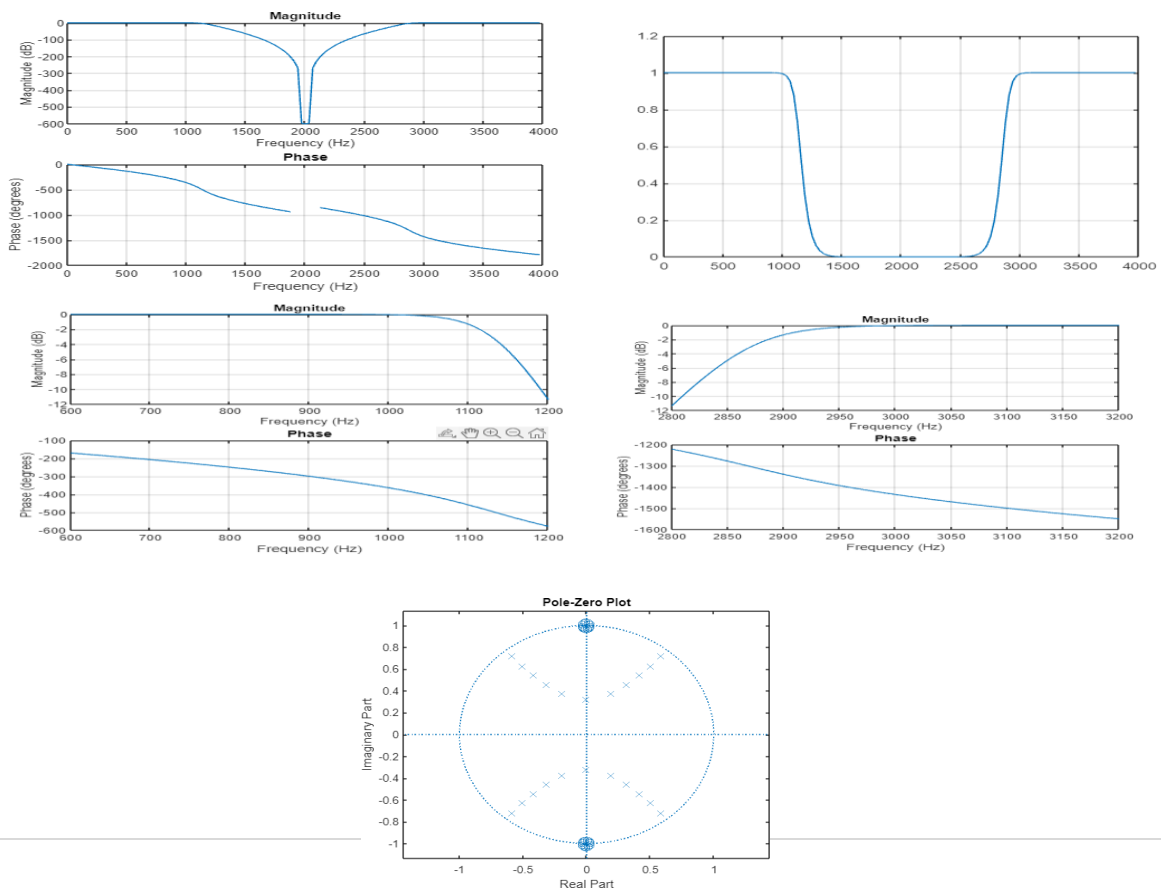 Magnitude
Magnitude (dB)
0
-100
-200
-300
-400
-500
-600
0 500 1000 1500 2000 2500 3000 3500 4000
Frequency (Hz)
Phase
Phase (degrees)
0
-500
-1000
-1500
-2000
0 500 1000 1500 2000 2500 3000 3500 4000
Frequency (Hz)
1.2
1
0.8
0.6
0.4
0.2
0
0 500 1000 1500 2000 2500 3000 3500 4000
Magnitude
Magnitude (dB)
0
-2
-4
-6
-8
-10
-12
600 700 800 900 1000 1100 1200
Frequency (Hz)
Phase
Phase (degrees)
-100
-200
-300
-400
-500
-600
600 700 800 900 1000 1100 1200
Frequency (Hz)
Magnitude
Magnitude (dB)
0
-2
-4
-6
-8
-10
-12
2800 2850 2900 2950 3000 3050 3100 3150 3200
Frequency (Hz)
Phase
Phase (degrees)
-1200
-1300
-1400
-1500
-1600
2800 2850 2900 2950 3000 3050 3100 3150 3200
Frequency (Hz)
Pole-Zero Plot
Imaginary Part
1
0.8
0.6
0.4
0.2
0
-0.2
-0.4
-0.6
-0.8
-1
-1 -0.5 0 0.5 1
Real Part